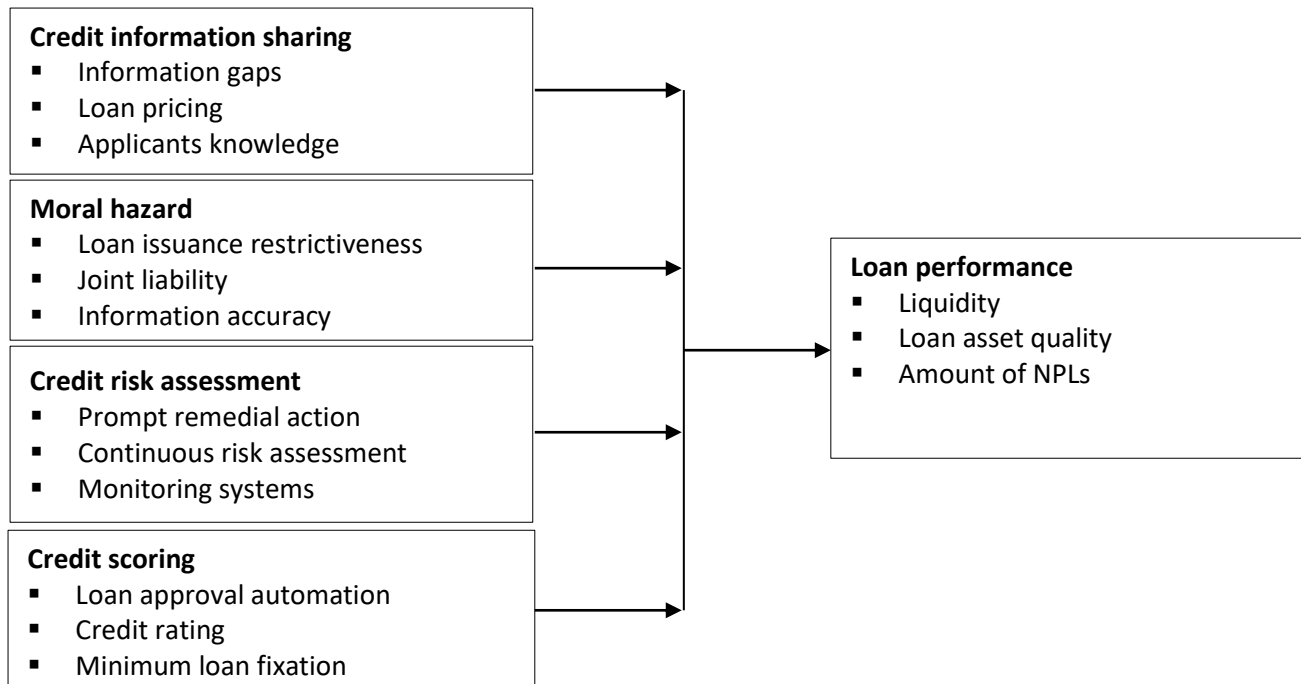 Credit information sharing
▪ Information gaps
▪ Loan pricing
▪ Applicants knowledge
Moral hazard
▪ Loan issuance restrictiveness
▪ Joint liability
▪ Information accuracy
Credit risk assessment
▪ Prompt remedial action
▪ Continuous risk assessment
▪ Monitoring systems
Credit scoring
▪ Loan approval automation
▪ Credit rating
▪ Minimum loan fixation
Loan performance
▪ Liquidity
▪ Loan asset quality
▪ Amount of NPLs